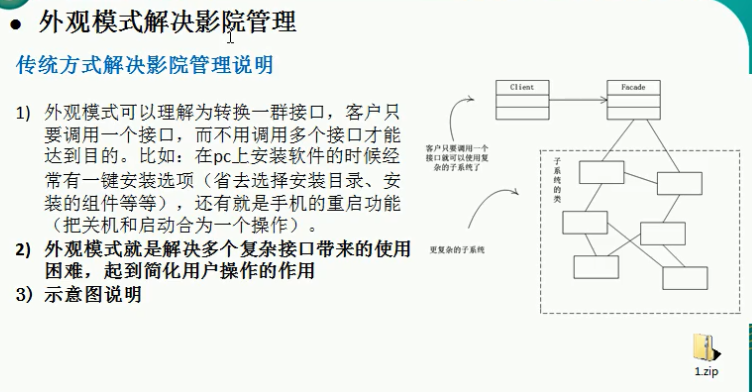 ● 外观模式解决影院管理
传统方式解决影院管理说明
1) 外观模式可以理解为转换一群接口，客户只
要调用一个接口，而不用调用多个接口才能
达到目的。比如：在pc上安装软件的时候经
常有一键安装选项（省去选择安装目录、安
装的组件等等），还有就是手机的重启功能
（把关机和启动合为一个操作）。
2) 外观模式就是解决多个复杂接口带来的使用
困难，起到简化用户操作的作用
3) 示意图说明
Client
Facade
客户只要调用一个
接口就可以使用复
杂的子系统了
子系统的类
更复杂的子系统
1.zip